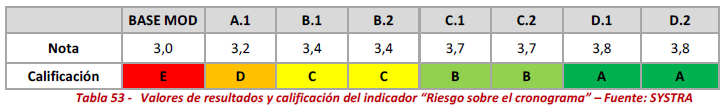 BASE MOD A.1 B.1 B.2 C.1 C.2 D.1 D.2
Nota 3,0 3,2 3,4 3,4 3,7 3,7 3,8 3,8
Calificación E D C C B B A A
Tabla 53 - Valores de resultados y calificación del indicador “Riesgo sobre el cronograma” – Fuente: SYSTRA